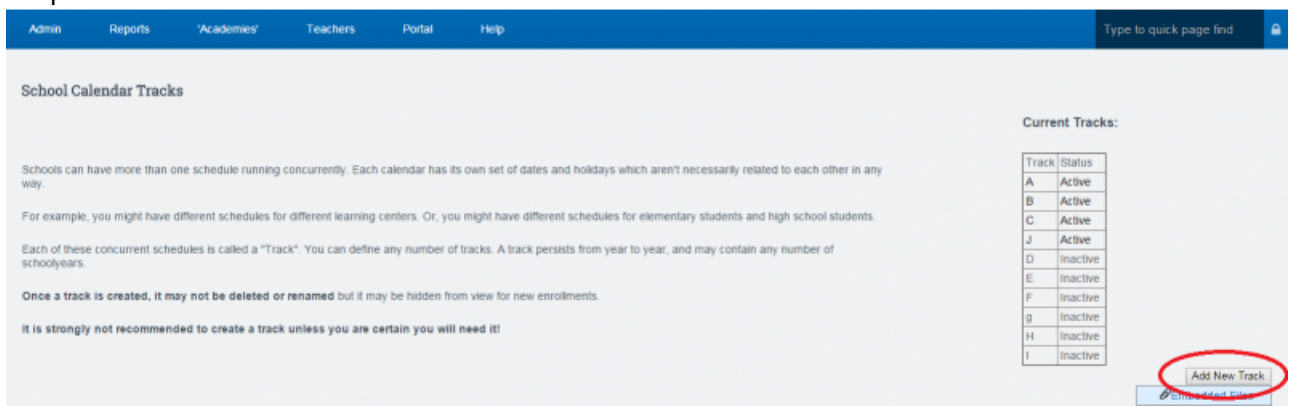 Admin Reports 'Academies' Teachers Portal Help Type to quick page find
School Calendar Tracks
Current Tracks:
Schools can have more than one schedule running concurrently. Each calendar has its own set of dates and holidays which aren't necessarily related to each other in any
way.
For example, you might have different schedules for different learning centers. Or, you might have different schedules for elementary students and high school students.
Each of these concurrent schedules is called a "Track". You can define any number of tracks. A track persists from year to year, and may contain any number of
schoolyears.
Once a track is created, it may not be deleted or renamed but it may be hidden from view for new enrollments.
It is strongly not recommended to create a track unless you are certain you will need it!
Track Status
A Active
B Active
C Active
J Active
D Inactive
E Inactive
F Inactive
g Inactive
H Inactive
I Inactive
Add New Track
Embedded Files